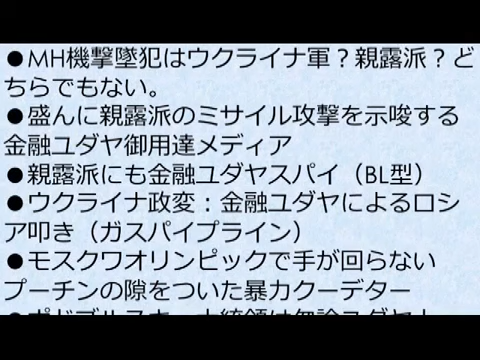 ●MH機撃墜犯はウクライナ軍？親露派？ど
ちらでもない。
●盛んに親露派のミサイル攻撃を示唆する
金融ユダヤ御用達メディア
●親露派にも金融ユダヤスパイ（BL型）
●ウクライナ政変：金融ユダヤによるロシ
ア叩き（ガスパイプライン）
●モスクワオリンピックで手が回らない
プーチンの隙をついた暴力クーデター